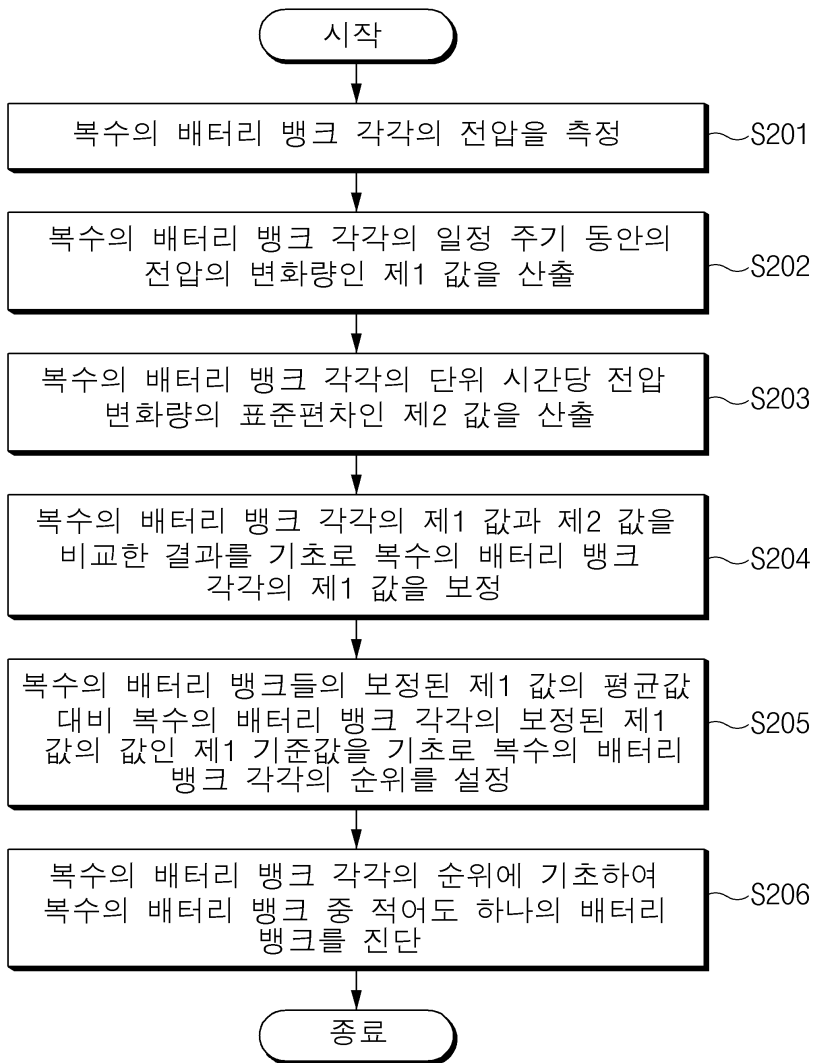 시작
복수의 배터리 뱅크 각각의 전압을 측정
S201
복수의 배터리 뱅크 각각의 일정 주기 동안의
전압의 변화량인 제1 값을 산출
S202
복수의 배터리 뱅크 각각의 단위 시간당 전압
변화량의 표준편차인 제2 값을 산출
S203
복수의 배터리 뱅크 각각의 제1 값과 제2 값을
비교한 결과를 기초로 복수의 배터리 뱅크
각각의 제1 값을 보정
S204
복수의 배터리 뱅크들의 보정된 제1 값의 평균값
대비 복수의 배터리 뱅크 각각의 보정된 제1
값의 값인 제1 기준값을 기초로 복수의 배터리
뱅크 각각의 순위를 설정
S205
복수의 배터리 뱅크 각각의 순위에 기초하여
복수의 배터리 뱅크 중 적어도 하나의 배터리
뱅크를 진단
S206
종료